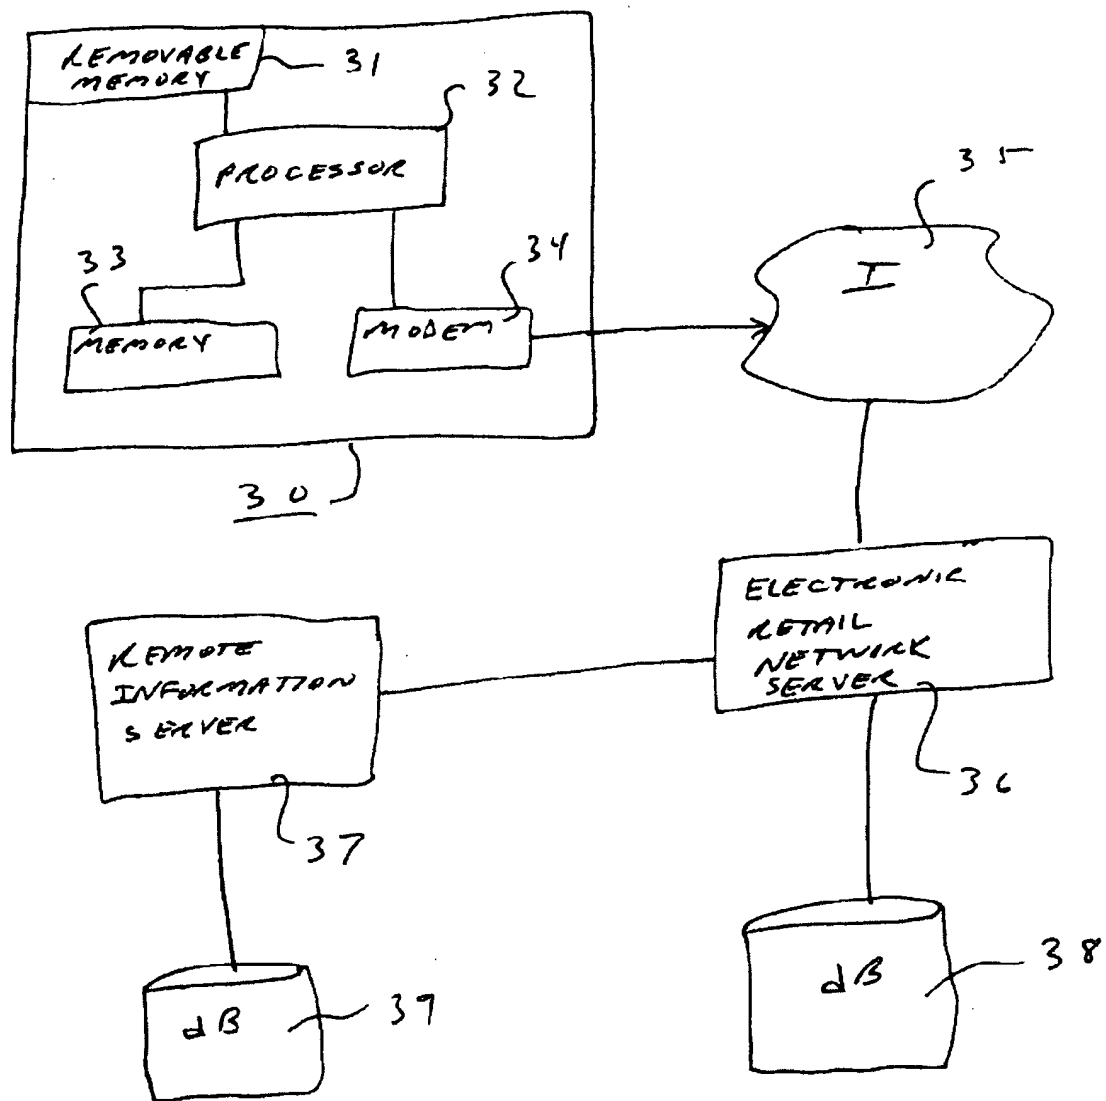 REMOVABLE
MEMORY
31
32
PROCESSOR
35
I
33
34
MEMORY
MODEM
30
ELECTRONIC
RETAIL
NETWORK
SERVER
REMOTE
INFORMATION
SERVER
36
37
dB
38
dB
39